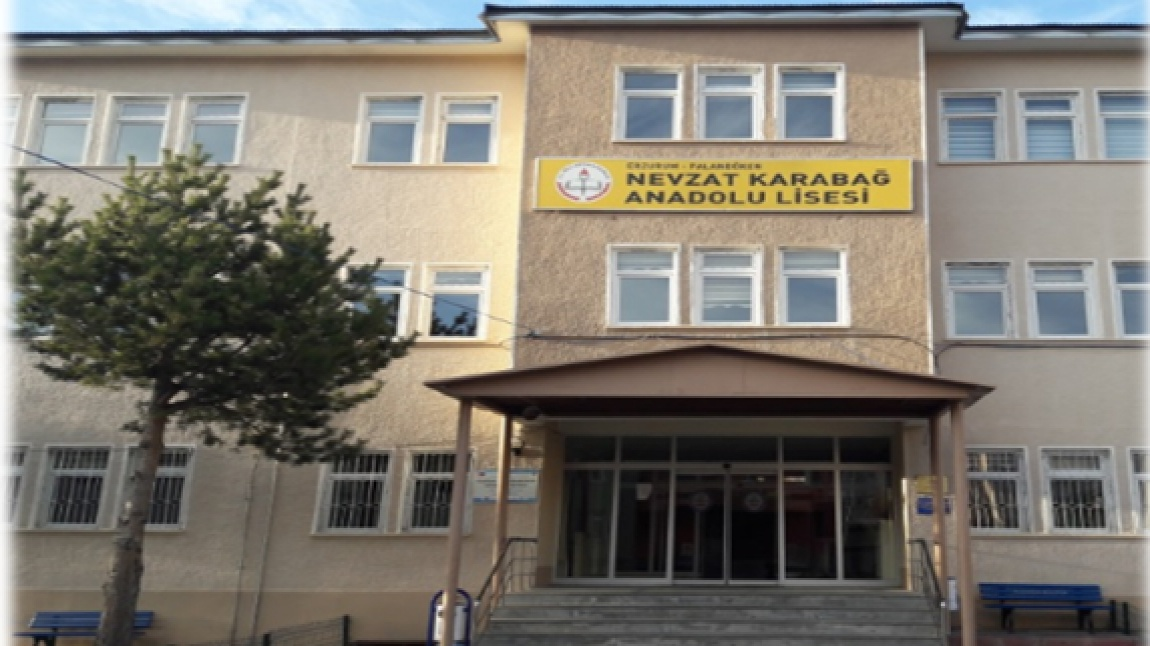 ERZURUM - PALANDÖKEN
NEVZAT KARABAĞ
ANADOLU LİSESİ